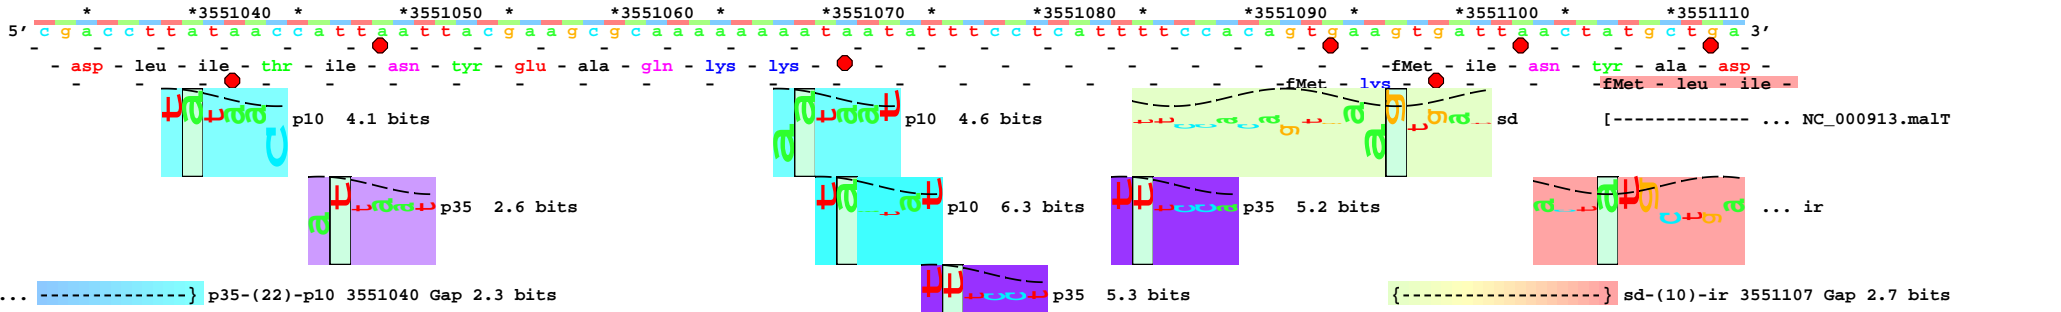 * *3551040 * *3551050 * *3551060 * *3551070 * *3551080 * *3551090 * *3551100 * *3551110
5′ c g a c c t t a t a a c c a t t a a t t a c g a a g c g c a a a a a a a a t a a t a t t t c c t c a t t t t c c a c a g t g a a g t g a t t a a c t a t g c t g a 3′
- asp - leu - ile - thr - ile - asn - tyr - glu - ala - gln - lys - lys - - - - - - - - - -fMet - ile - asn - tyr - ala - asp -
-fMet - lys - - - -fMet - leu - ile -
t a t a a c p10 4.1 bits
a a t a a t p10 4.6 bits
t t c c a c a g t g a a g t g a sd
[------------- ... NC_000913.malT
a t t a a t p35 2.6 bits
t a t p10 6.3 bits
t t t c c a p35 5.2 bits
a c t a t g c t g a ... ir
... ---------------} p35-(22)-p10 3551040 Gap 2.3 bits
t t t c c t p35 5.3 bits
{--------------------} sd-(10)-ir 3551107 Gap 2.7 bits